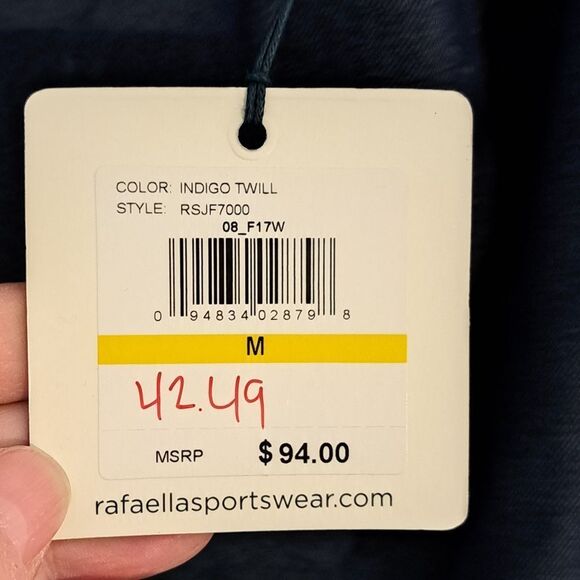 COLOR: INDIGO TWILL
STYLE: RSJF7000
08_F17W
0 94834 02879 8
M
42.49
MSRP $94.00
rafaellasportswear.com